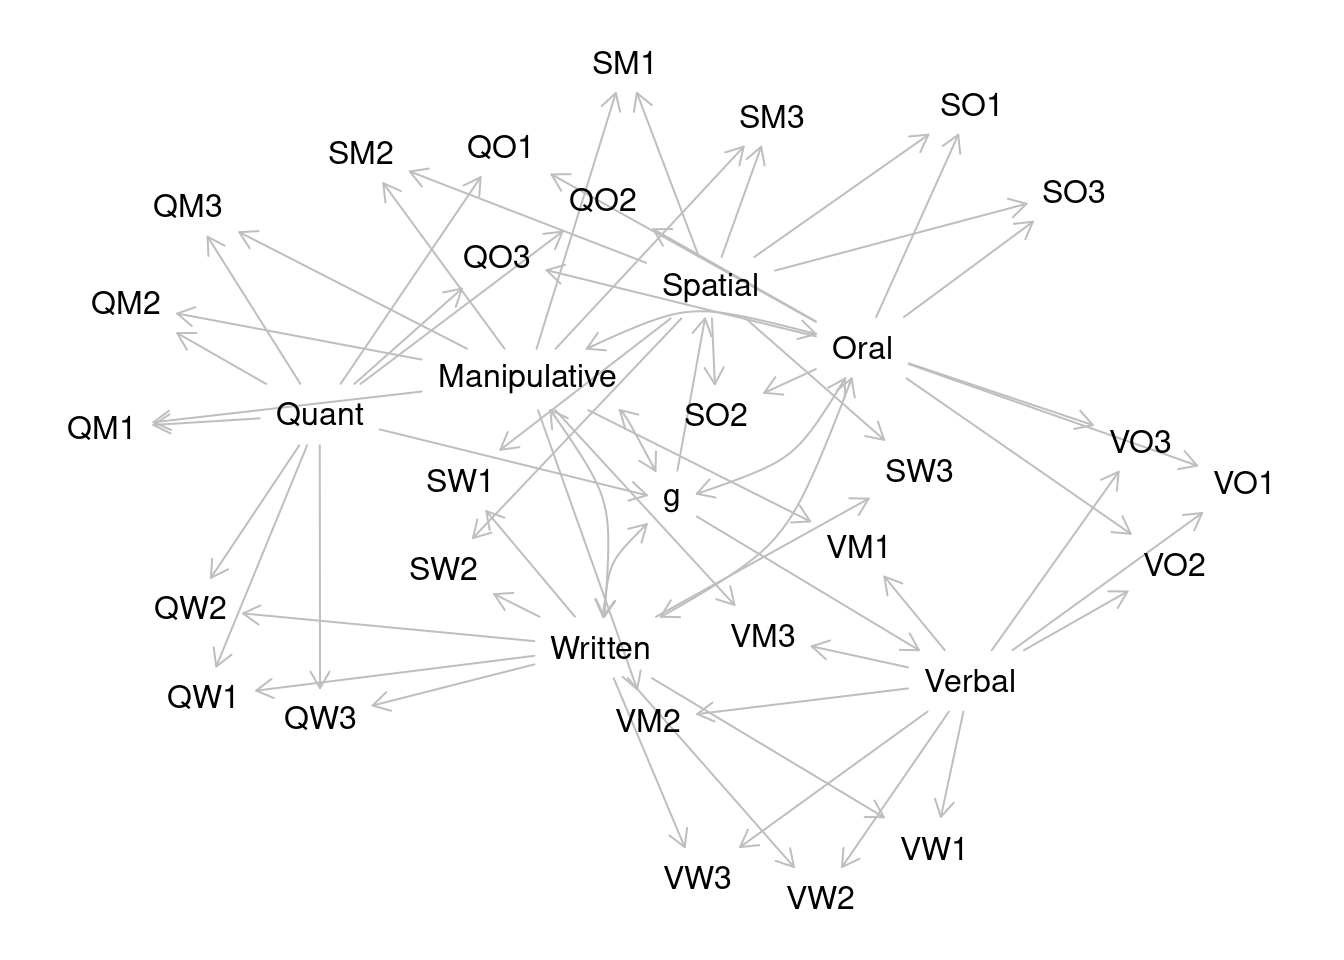 SM1
SO1
SM3
QO1
SM2
SO3
QO2
QM3
QO3
Spatial
QM2
Oral
Manipulative
Quant
SO2
QM1
VO3
SW3
SW1
VO1
g
VM1
VO2
SW2
QW2
VM3
Written
Verbal
QW1
QW3
VM2
VW1
VW3
VW2